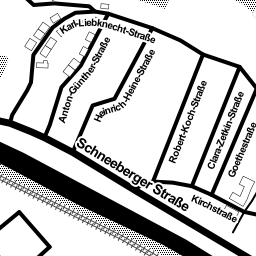 Karl-Liebknecht-Straße
Anton-Günther-Straße
Heinrich-Heine-Straße
Robert-Koch-Straße
Clara-Zetkin-Straße
Goethestraße
Schneeberger Straße
Kirchstraße